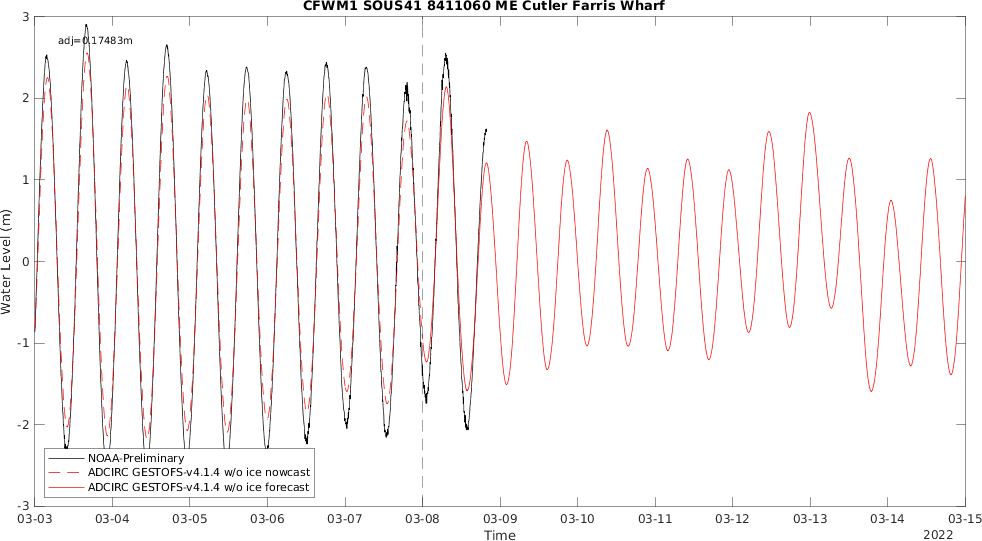 CFWM1 SOUS41 8411060 ME Cutler Farris Wharf
adj=0.17483m
3
2
1
0
-1
-2
-3
Water Level (m)
NOAA-Preliminary
ADCIRC GESTOFS-v4.1.4 w/o ice nowcast
ADCIRC GESTOFS-v4.1.4 w/o ice forecast
03-03 03-04 03-05 03-06 03-07 03-08 03-09 03-10 03-11 03-12 03-13 03-14 03-15
Time
2022